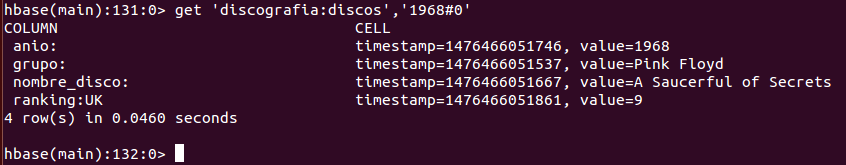 hbase(main):131:0> get 'discografia:discos','1968#0'
COLUMN CELL
anio: timestamp=1476466051746, value=1968
grupo: timestamp=1476466051537, value=Pink Floyd
nombre_disco: timestamp=1476466051667, value=A Saucerful of Secrets
ranking:UK timestamp=1476466051861, value=9
4 row(s) in 0.0460 seconds
hbase(main):132:0>